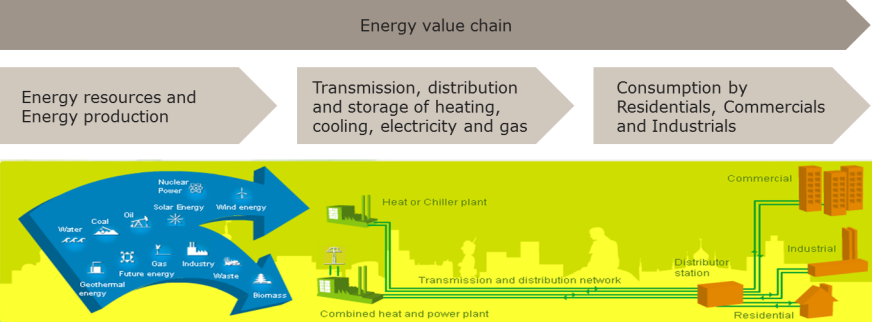 Energy value chain
Energy resources and
Energy production
Transmission, distribution
and storage of heating,
cooling, electricity and gas
Consumption by
Residentials, Commercials
and Industrials
Nuclear
Power
Solar Energy
Wind energy
Oil
Coal
Water
Geothermal
energy
Future energy
Gas
Industry
Waste
Biomass
Heat or Chiller plant
Combined heat and power plant
Transmission and distribution network
Distributor
station
Commercial
Industrial
Residential